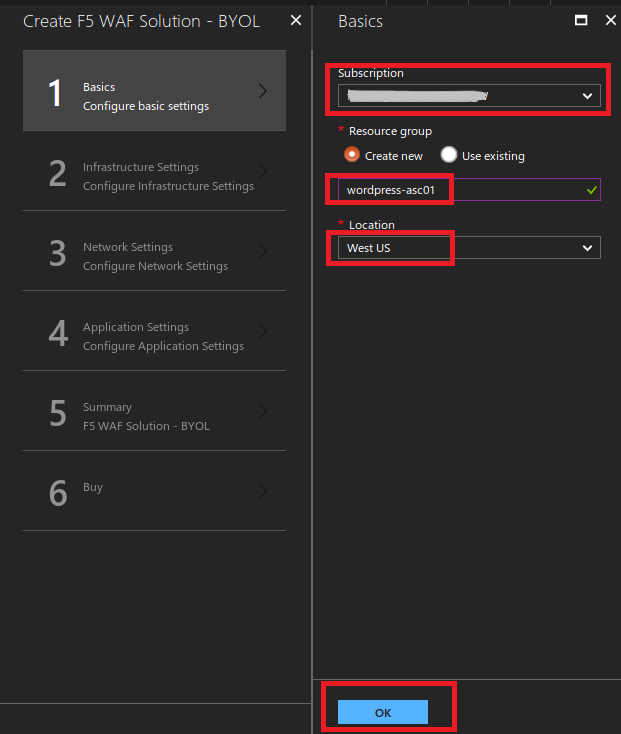 Create F5 WAF Solution - BYOL
1
Basics
Configure basic settings
2
Infrastructure Settings
Configure Infrastructure Settings
3
Network Settings
Configure Network Settings
4
Application Settings
Configure Application Settings
5
Summary
F5 WAF Solution - BYOL
6
Buy
Basics
Subscription
* Resource group
Create new
Use existing
wordpress-asc01
* Location
West US
OK